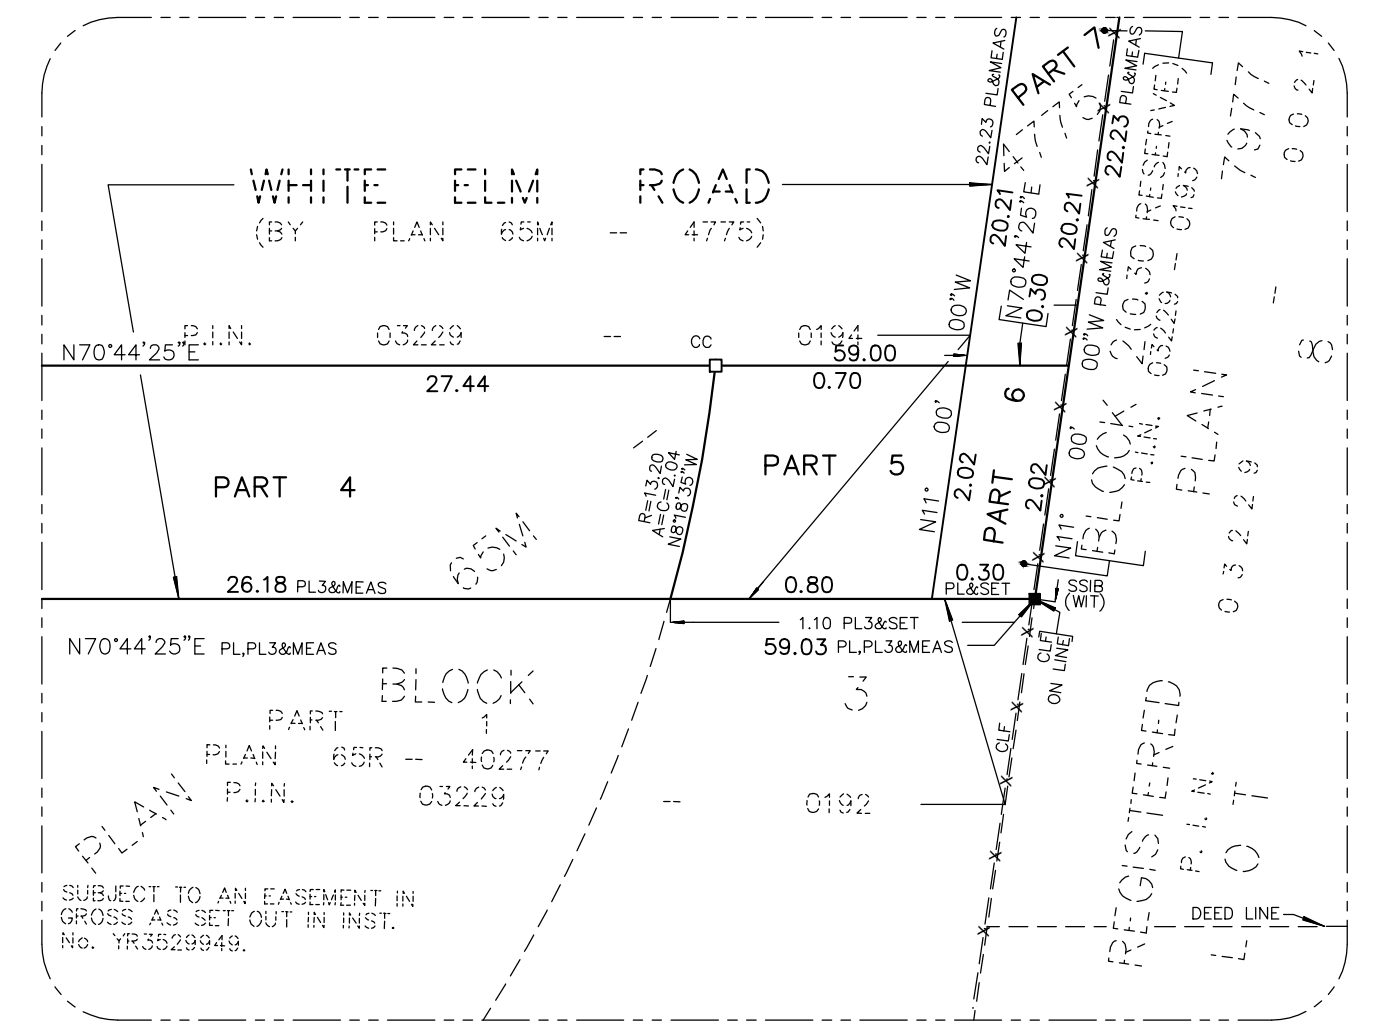 22.23 PL&MEAS
PART 7
4775
22.23 PL&MEAS
7977
0021
WHITE ELM ROAD
(BY PLAN 65M -- 4775)
20.21
N70°44'25"E
0.30
20.21
BLOCK 2(0.30 RESERVE)
P.I.N. 03229 -- 0193
P.I.N. 03229 -- 0194
00"W
00"W PL&MEAS
N70°44'25"E
CC
59.00
27.44
0.70
PLAN
8
-
PART 4
R=13.20
A=C=2.04
N8°18'35"W
PART 5
N11° 00'
2.02
PART 6
2.02
N11° 00'
03229
65M
-
26.18 PL3&MEAS
0.80
0.30
PL&SET
SSIB
(WIT)
1.10 PL3&SET
N70°44'25"E PL,PL3&MEAS
59.03 PL,PL3&MEAS
CLF
ON LINE
BLOCK 3
PART 1
PLAN 65R -- 40277
P.I.N. 03229 -- 0192
CLF
PLAN
REGISTERED
P.I.N.
LOT
SUBJECT TO AN EASEMENT IN
GROSS AS SET OUT IN INST.
No. YR3529949.
DEED LINE